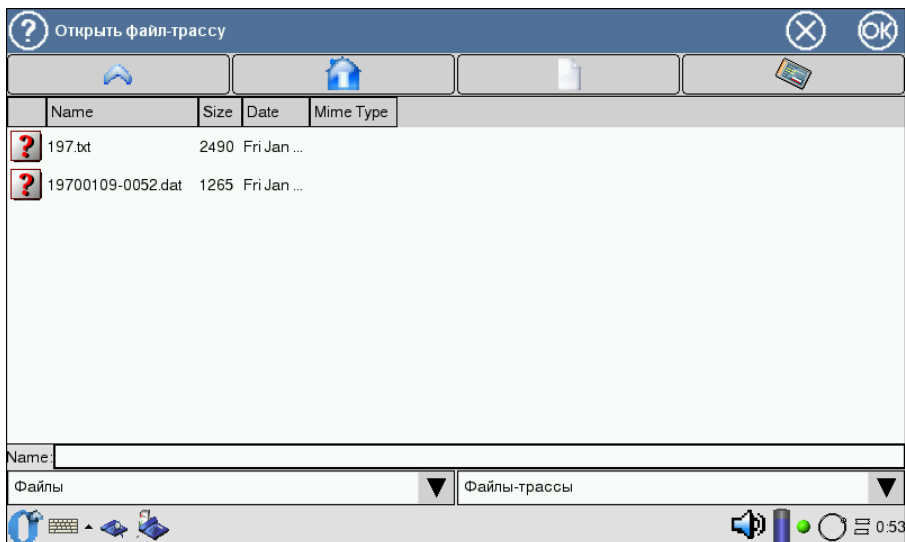 ? Открыть файл-трассу OK
Name Size Date Mime Type
? 197.txt 2490 Fri Jan ...
? 19700109-0052.dat 1265 Fri Jan ...
Name:
Файлы Файлы-трассы
0:53